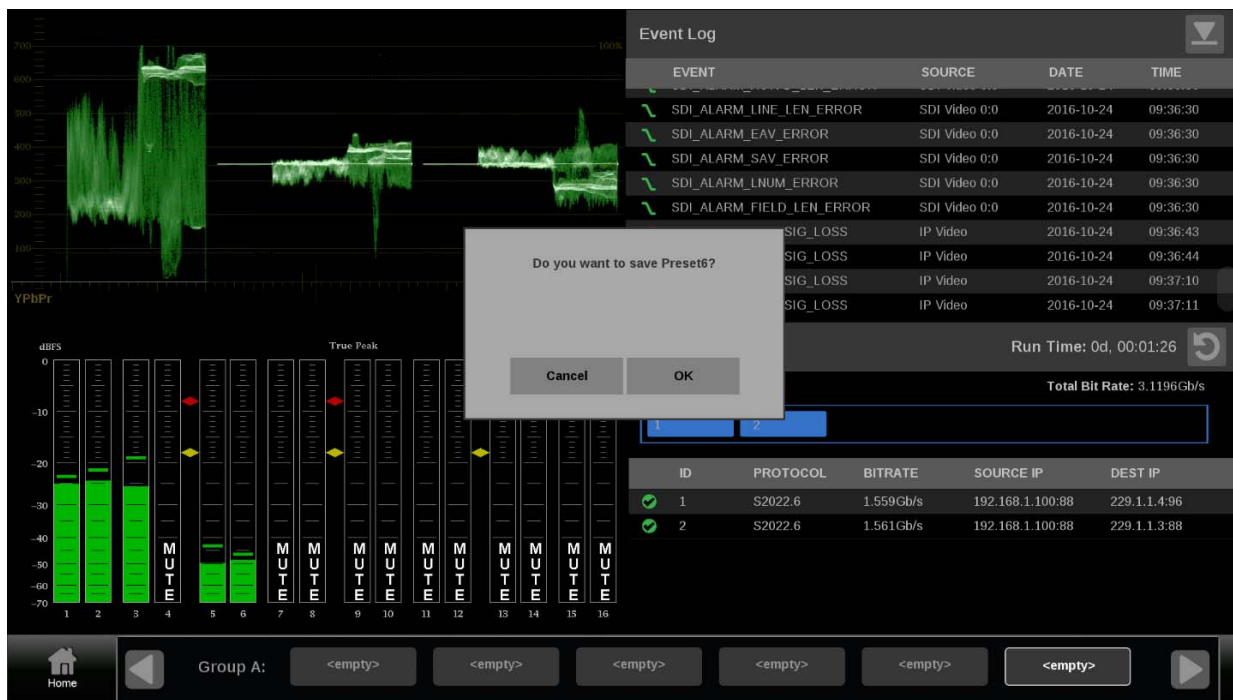 700
100%
600
500
400
300
200
100
YPbPr
Event Log
EVENT SOURCE DATE TIME
SDI_ALARM_LINE_LEN_ERROR SDI Video 0:0 2016-10-24 09:36:30
SDI_ALARM_EAV_ERROR SDI Video 0:0 2016-10-24 09:36:30
SDI_ALARM_SAV_ERROR SDI Video 0:0 2016-10-24 09:36:30
SDI_ALARM_LNUM_ERROR SDI Video 0:0 2016-10-24 09:36:30
SDI_ALARM_FIELD_LEN_ERROR SDI Video 0:0 2016-10-24 09:36:30
SIG_LOSS IP Video 2016-10-24 09:36:43
SIG_LOSS IP Video 2016-10-24 09:36:44
SIG_LOSS IP Video 2016-10-24 09:37:10
SIG_LOSS IP Video 2016-10-24 09:37:11
Do you want to save Preset6?
Cancel OK
Run Time: 0d, 00:01:26
Total Bit Rate: 3.1196Gb/s
1 2
ID PROTOCOL BITRATE SOURCE IP DEST IP
1 S2022.6 1.559Gb/s 192.168.1.100:88 229.1.1.4:96
2 S2022.6 1.561Gb/s 192.168.1.100:88 229.1.1.3:88
dBFS True Peak
0
-10
-20
-30
-40
-50
-60
-70
MUTE MUTE MUTE MUTE MUTE MUTE MUTE MUTE MUTE MUTE MUTE
1 2 3 4 5 6 7 8 9 10 11 12 13 14 15 16
Home Group A: <empty> <empty> <empty> <empty> <empty> <empty>